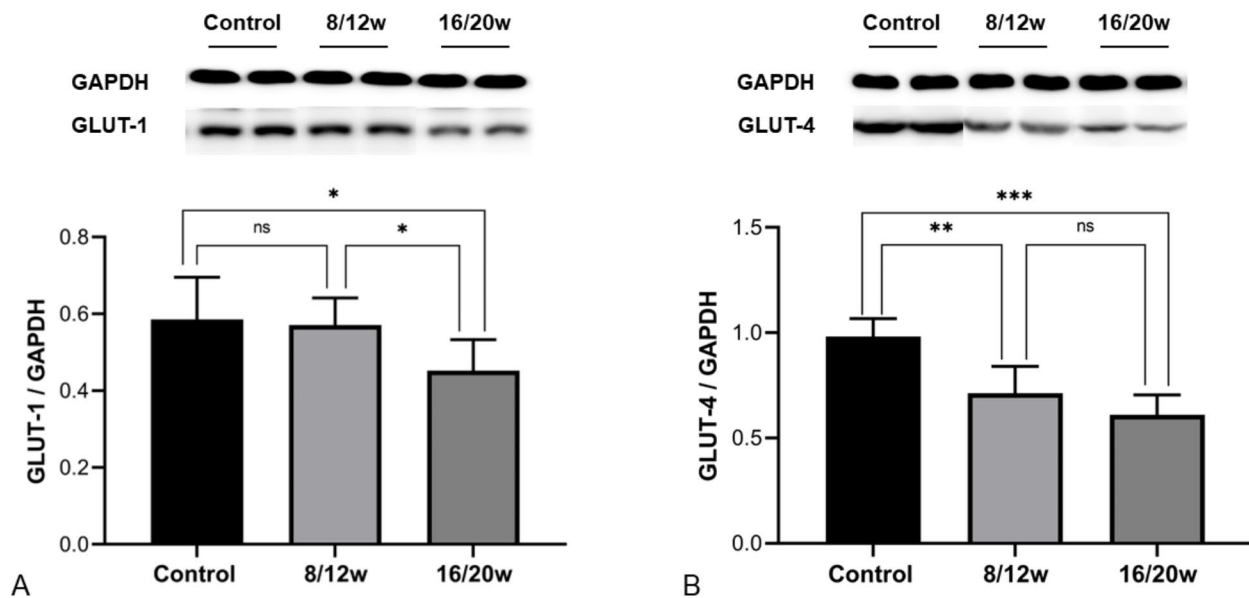 Control 8/12w 16/20w
GAPDH
GLUT-1
*
ns *
GLUT-1 / GAPDH
0.8
0.6
0.4
0.2
0.0
Control 8/12w 16/20w
A
Control 8/12w 16/20w
GAPDH
GLUT-4
***
** ns
GLUT-4 / GAPDH
1.5
1.0
0.5
0.0
Control 8/12w 16/20w
B